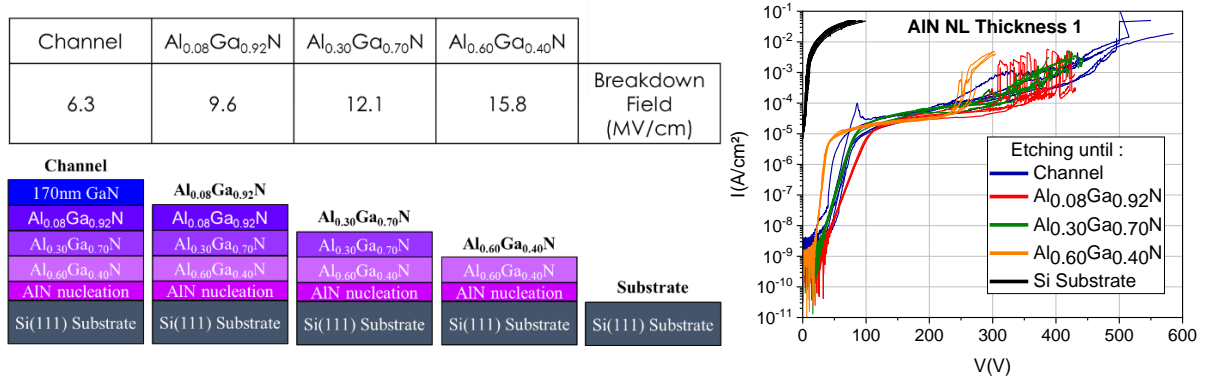 Channel Al₀.₀₈Ga₀.₉₂N Al₀.₃₀Ga₀.₇₀N Al₀.₆₀Ga₀.₄₀N
6.3 9.6 12.1 15.8 Breakdown Field (MV/cm)
Channel
170nm GaN
Al₀.₀₈Ga₀.₉₂N
Al₀.₃₀Ga₀.₇₀N
Al₀.₆₀Ga₀.₄₀N
AlN nucleation
Si(111) Substrate
Al₀.₀₈Ga₀.₉₂N
Al₀.₀₈Ga₀.₉₂N
Al₀.₃₀Ga₀.₇₀N
Al₀.₆₀Ga₀.₄₀N
AlN nucleation
Si(111) Substrate
Al₀.₃₀Ga₀.₇₀N
Al₀.₃₀Ga₀.₇₀N
Al₀.₆₀Ga₀.₄₀N
AlN nucleation
Si(111) Substrate
Al₀.₆₀Ga₀.₄₀N
Al₀.₆₀Ga₀.₄₀N
AlN nucleation
Si(111) Substrate
Substrate
Si(111) Substrate
AlN NL Thickness 1
I(A/cm²)
10⁻¹
10⁻²
10⁻³
10⁻⁴
10⁻⁵
10⁻⁶
10⁻⁷
10⁻⁸
10⁻⁹
10⁻¹⁰
10⁻¹¹
Etching until :
Channel
Al₀.₀₈Ga₀.₉₂N
Al₀.₃₀Ga₀.₇₀N
Al₀.₆₀Ga₀.₄₀N
Si Substrate
0 100 200 300 400 500 600
V(V)